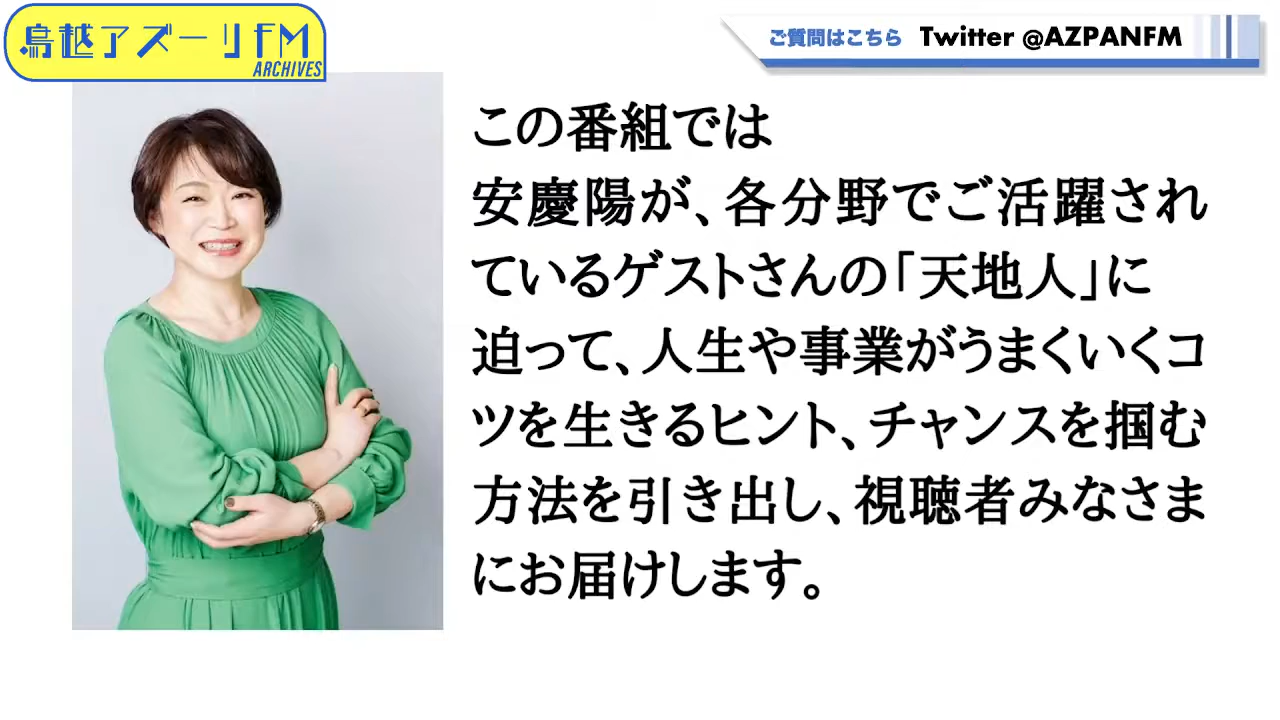 鳥越アズーリFM
ARCHIVES
ご質問はこちら Twitter @AZPANFM
この番組では
安慶陽が、各分野でご活躍され
ているゲストさんの「天地人」に
迫って、人生や事業がうまくいくコ
ツを生きるヒント、チャンスを掴む
方法を引き出し、視聴者みなさま
にお届けします。